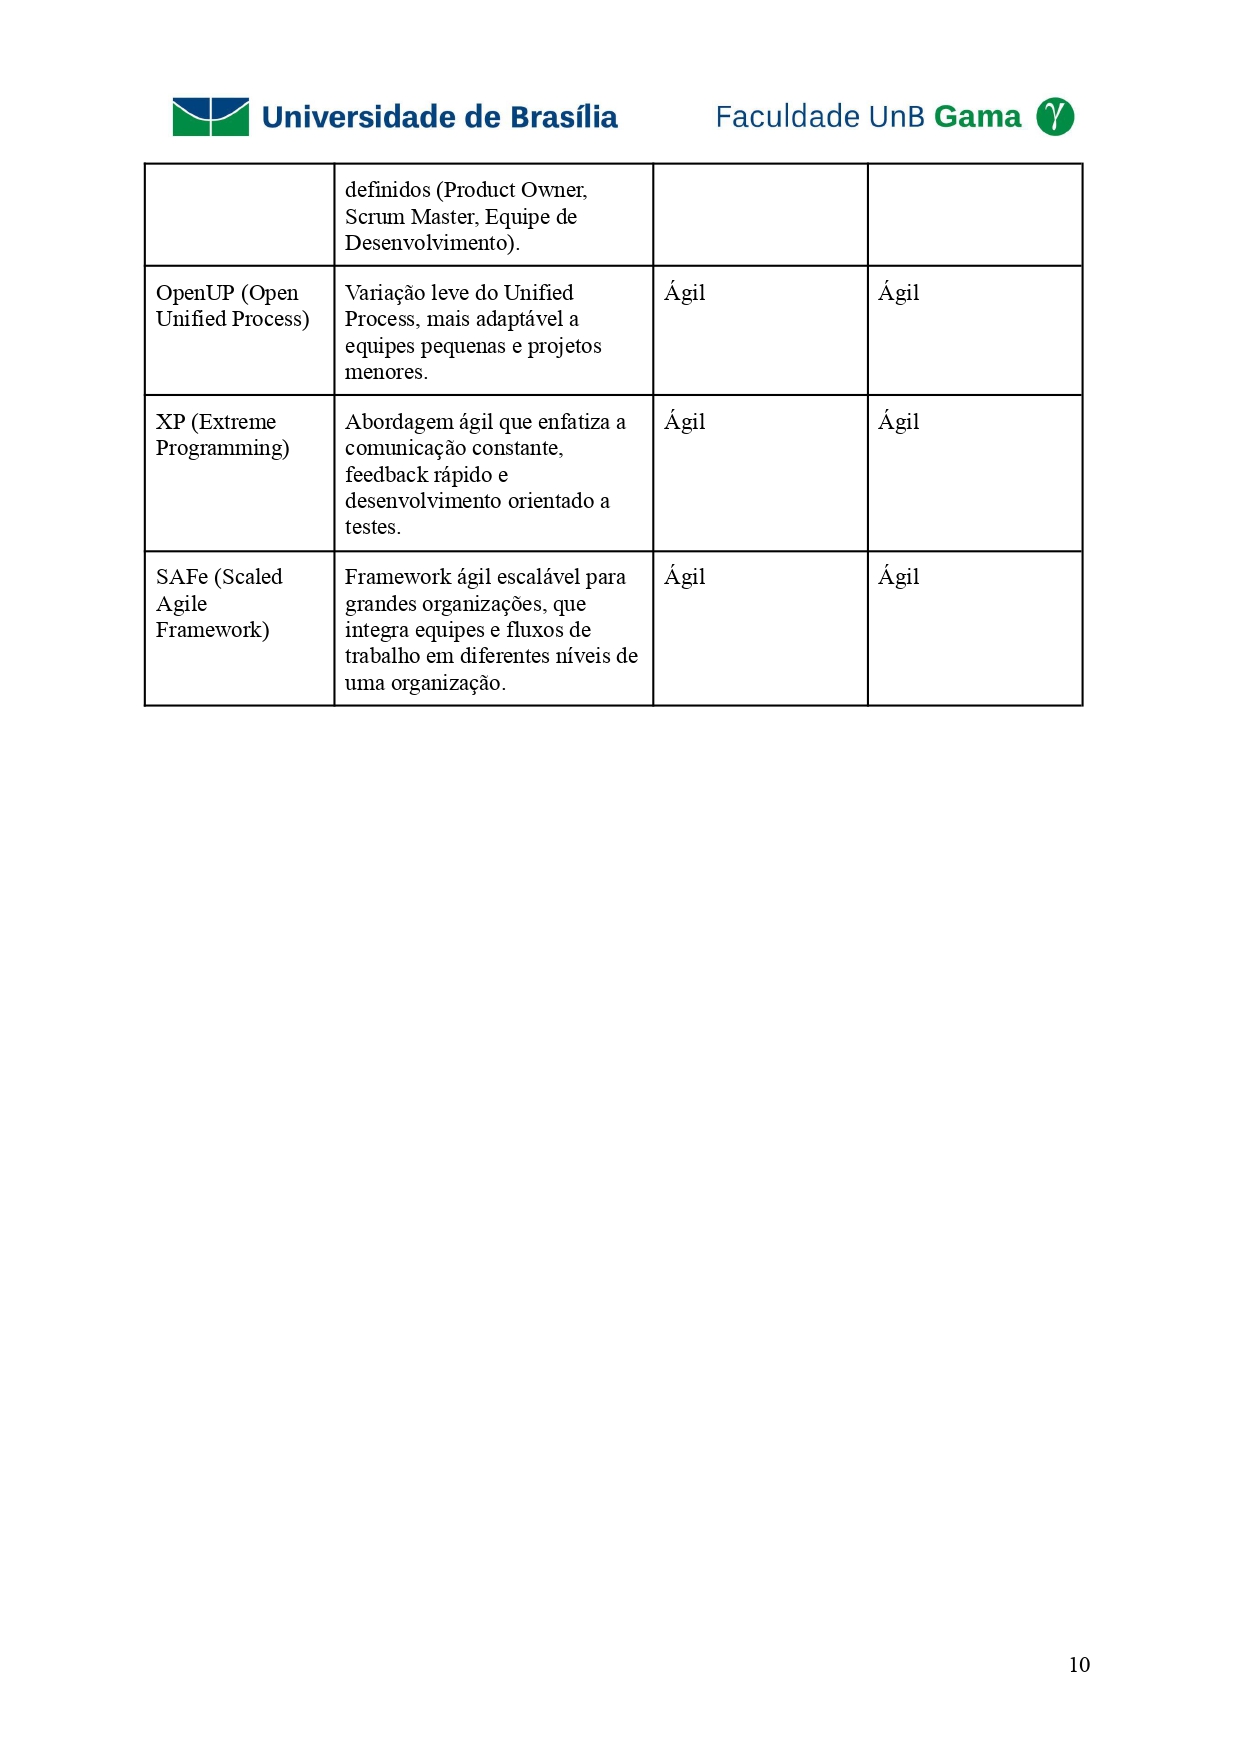 Universidade de Brasília
Faculdade UnB Gama
definidos (Product Owner,
Scrum Master, Equipe de
Desenvolvimento).
OpenUP (Open
Unified Process)
Variação leve do Unified
Process, mais adaptável a
equipes pequenas e projetos
menores.
Ágil
Ágil
XP (Extreme
Programming)
Abordagem ágil que enfatiza a
comunicação constante,
feedback rápido e
desenvolvimento orientado a
testes.
Ágil
Ágil
SAFe (Scaled
Agile
Framework)
Framework ágil escalável para
grandes organizações, que
integra equipes e fluxos de
trabalho em diferentes níveis de
uma organização.
Ágil
Ágil
10